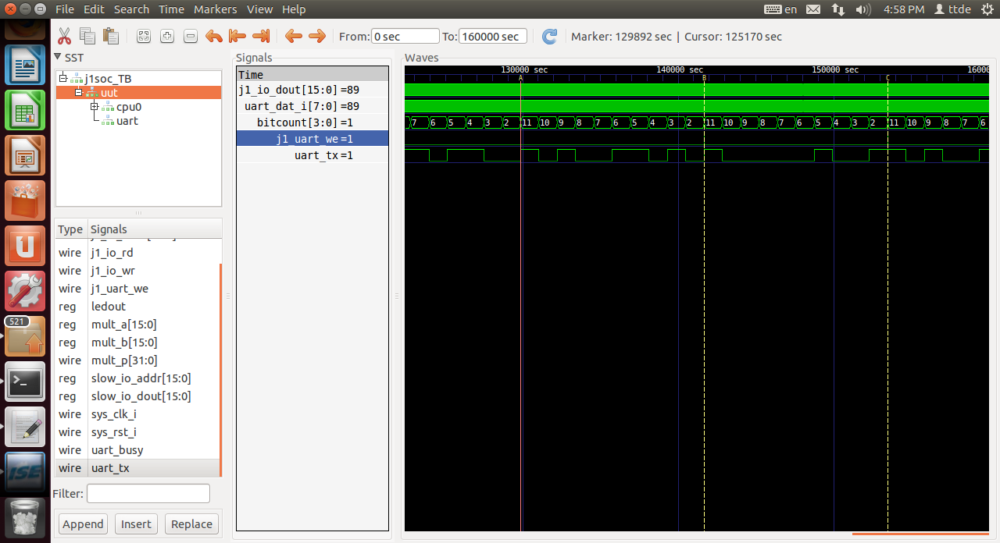 File Edit Search Time Markers View Help
en 4:58 PM ttde
From: 0 sec To: 160000 sec Marker: 129892 sec | Cursor: 125170 sec
SST
j1soc_TB
uut
cpu0
uart
Type Signals
wire j1_io_rd
wire j1_io_wr
wire j1_uart_we
reg ledout
reg mult_a[15:0]
reg mult_b[15:0]
wire mult_p[31:0]
reg slow_io_addr[15:0]
reg slow_io_dout[15:0]
wire sys_clk_i
wire sys_rst_i
wire uart_busy
wire uart_tx
Filter:
Append Insert Replace
Signals
Time
j1_io_dout[15:0] =89
uart_dat_i[7:0] =89
bitcount[3:0] =1
j1_uart_we =1
uart_tx =1
Waves
130000 sec 140000 sec 150000 sec 16000
A B C
7 6 5 4 3 2 11 10 9 8 7 6 5 4 3 2 11 10 9 8 7 6 5 4 3 2 11 10 9 8 7 6
521
>_
U
ISE